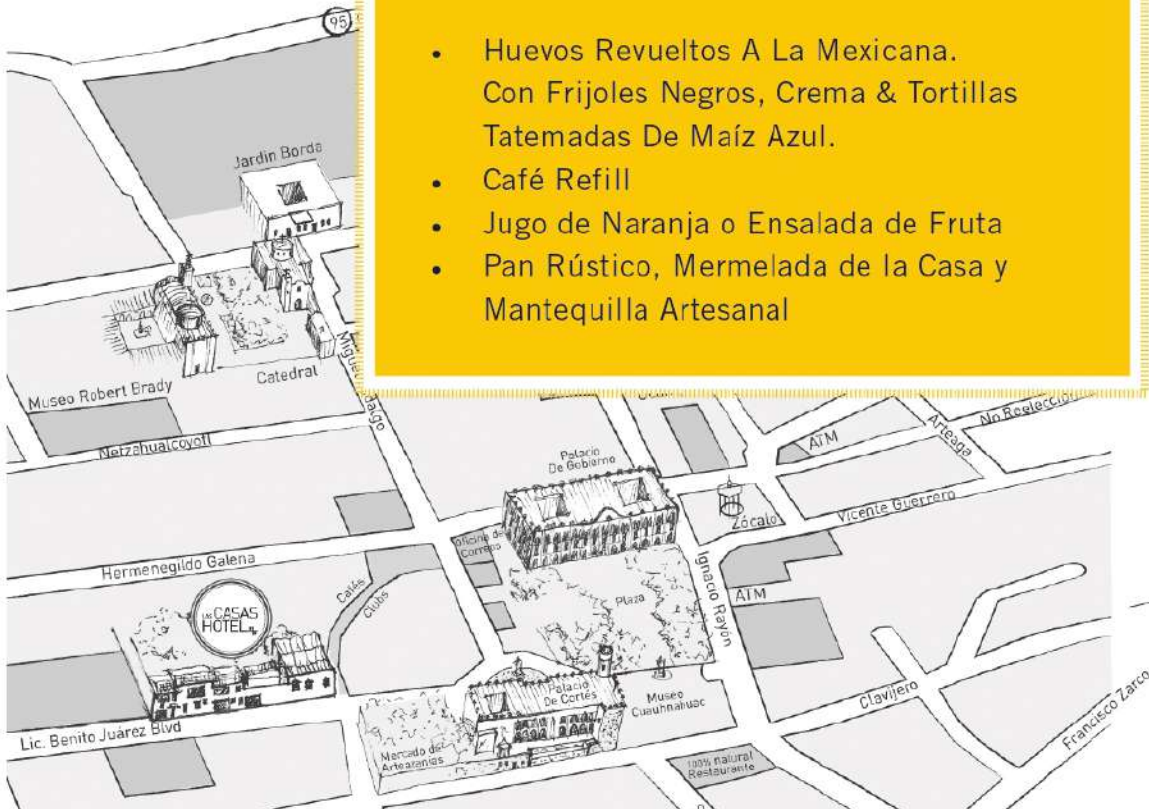 95
• Huevos Revueltos A La Mexicana.
Con Frijoles Negros, Crema & Tortillas
Tatemadas De Maíz Azul.
• Café Refill
• Jugo de Naranja o Ensalada de Fruta
• Pan Rústico, Mermelada de la Casa y
Mantequilla Artesanal
Jardin Borda
Catedral
Miguel Hidalgo
Museo Robert Brady
Netzahualcoyotl
No Reelección
Arteaga
ATM
Palacio
De Gobierno
Zócalo
Vicente Guerrero
Oficina de
Correos
Hermenegildo Galena
Cafés
Clubs
Plaza
Ignacio Rayón
ATM
LAS CASAS
HOTEL
Palacio
De Cortés
Museo
Cuauhnahuac
Clavijero
Francisco Zarco
Lic. Benito Juárez Blvd
Mercado de
Artezanías
100% natural
Restaurante